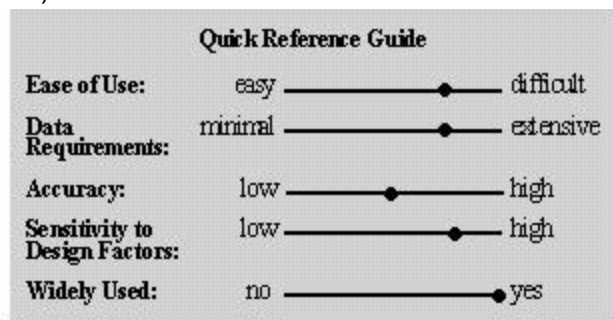 Quick Reference Guide
Ease of Use: easy difficult
Data
Requirements: minimal extensive
Accuracy: low high
Sensitivity to
Design Factors: low high
Widely Used: no yes